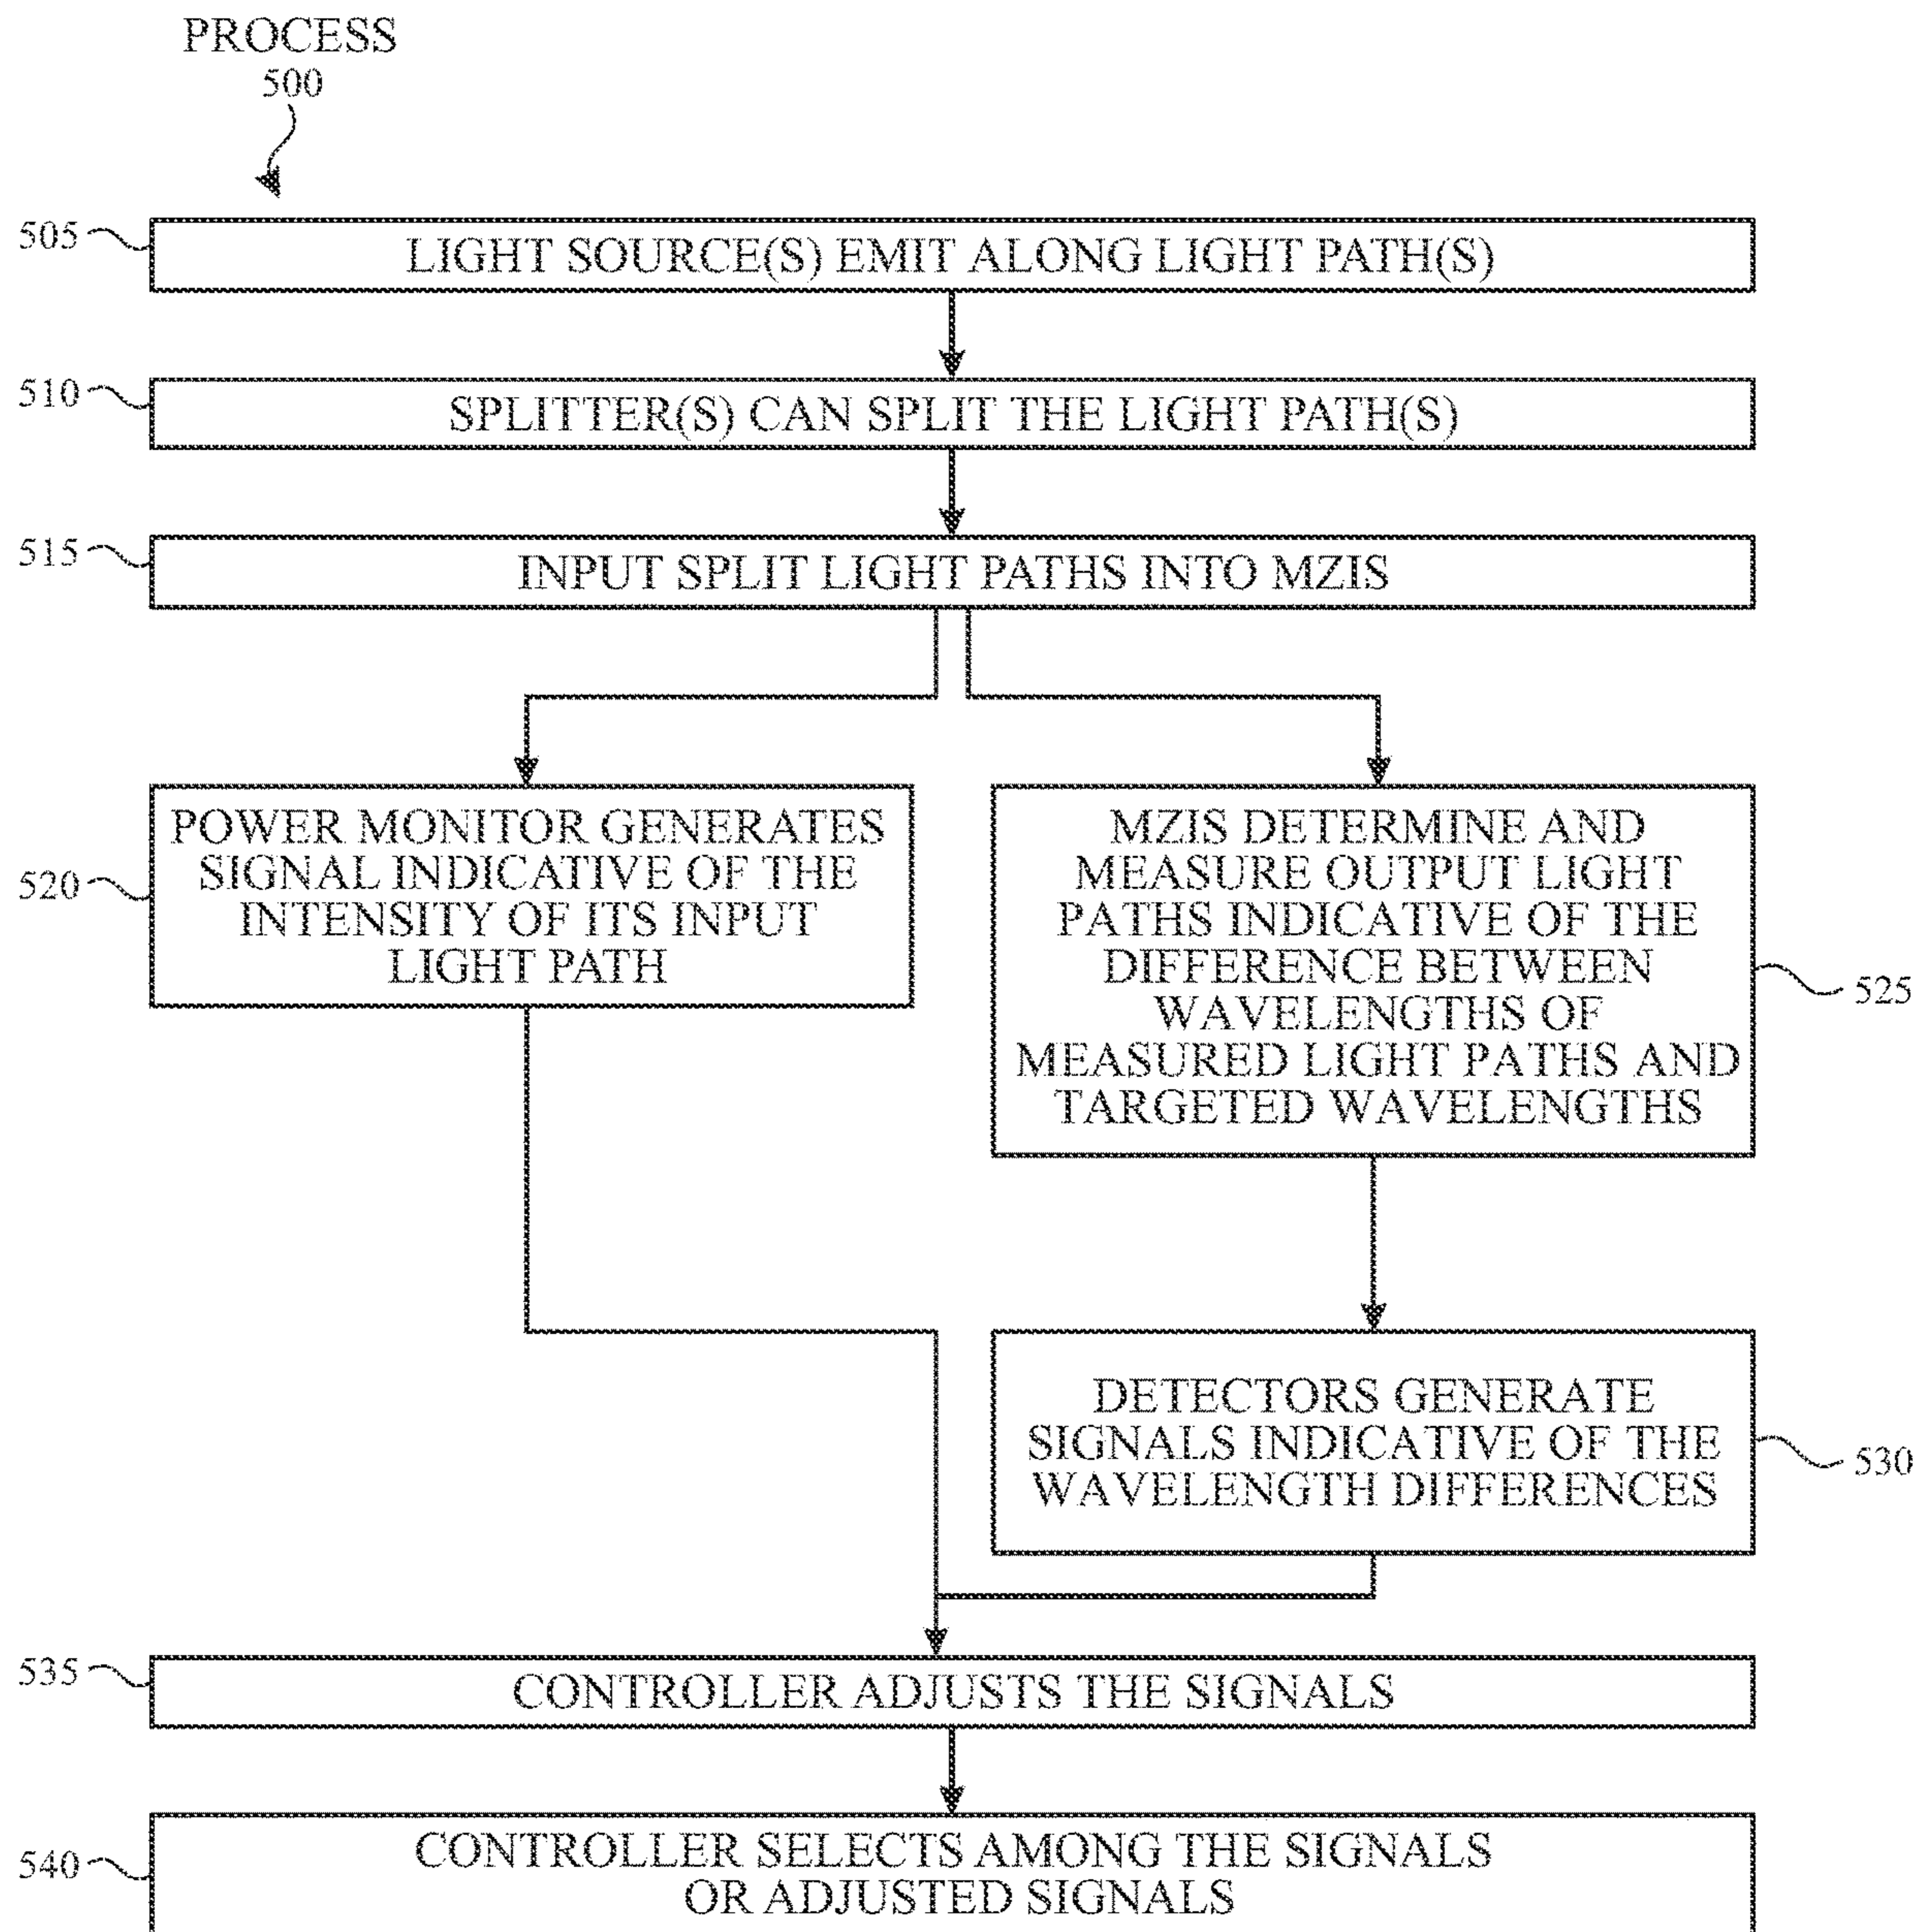 PROCESS
500
505
LIGHT SOURCE(S) EMIT ALONG LIGHT PATH(S)
510
SPLITTER(S) CAN SPLIT THE LIGHT PATH(S)
515
INPUT SPLIT LIGHT PATHS INTO MZIS
520
POWER MONITOR GENERATES
SIGNAL INDICATIVE OF THE
INTENSITY OF ITS INPUT
LIGHT PATH
MZIS DETERMINE AND
MEASURE OUTPUT LIGHT
PATHS INDICATIVE OF THE
DIFFERENCE BETWEEN
WAVELENGTHS OF
MEASURED LIGHT PATHS AND
TARGETED WAVELENGTHS
525
DETECTORS GENERATE
SIGNALS INDICATIVE OF THE
WAVELENGTH DIFFERENCES
530
535
CONTROLLER ADJUSTS THE SIGNALS
540
CONTROLLER SELECTS AMONG THE SIGNALS
OR ADJUSTED SIGNALS